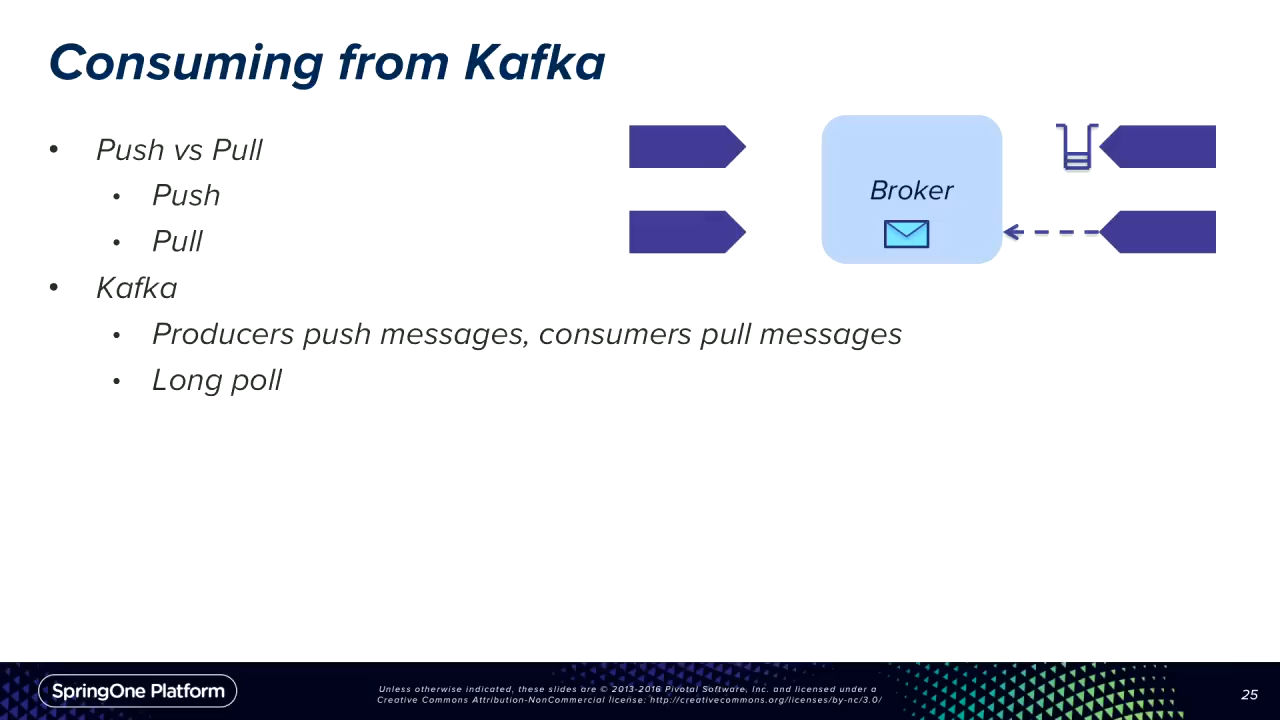 Consuming from Kafka
• Push vs Pull
• Push
• Pull
• Kafka
• Producers push messages, consumers pull messages
• Long poll
Broker
SpringOne Platform
Unless otherwise indicated, these slides are © 2013-2016 Pivotal Software, Inc. and licensed under a
Creative Commons Attribution-NonCommercial license: http://creativecommons.org/licenses/by-nc/3.0/
25